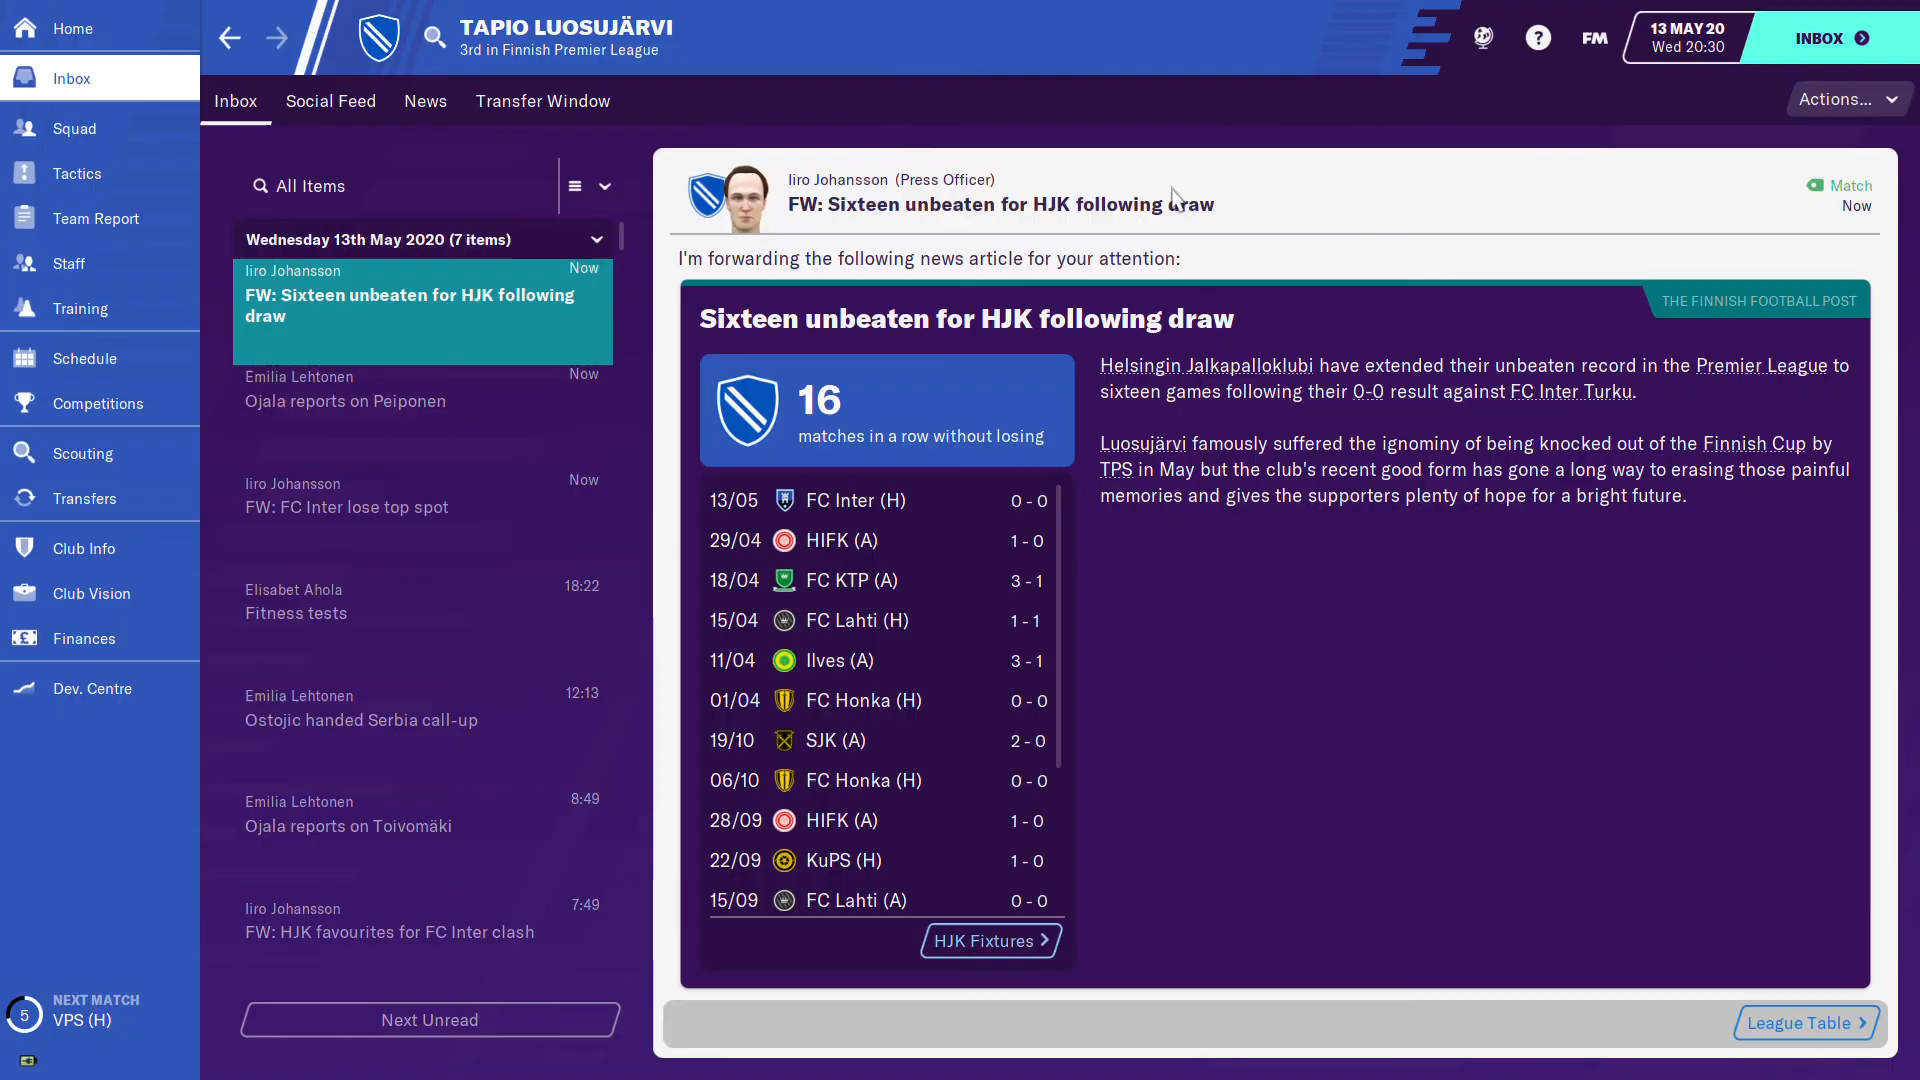 Home
Inbox
Squad
Tactics
Team Report
Staff
Training
Schedule
Competitions
Scouting
Transfers
Club Info
Club Vision
Finances
Dev. Centre
5
NEXT MATCH
VPS (H)
TAPIO LUOSUJÄRVI
3rd in Finnish Premier League
FM
13 MAY 20
Wed 20:30
INBOX
Inbox Social Feed News Transfer Window
Actions...
All Items
Wednesday 13th May 2020 (7 items)
Iiro Johansson Now
FW: Sixteen unbeaten for HJK following
draw
Emilia Lehtonen Now
Ojala reports on Peiponen
Iiro Johansson Now
FW: FC Inter lose top spot
Elisabet Ahola 18:22
Fitness tests
Emilia Lehtonen 12:13
Ostojic handed Serbia call-up
Emilia Lehtonen 8:49
Ojala reports on Toivomäki
Iiro Johansson 7:49
FW: HJK favourites for FC Inter clash
Next Unread
Iiro Johansson (Press Officer)
FW: Sixteen unbeaten for HJK following draw
Match
Now
I'm forwarding the following news article for your attention:
THE FINNISH FOOTBALL POST
Sixteen unbeaten for HJK following draw
16
matches in a row without losing
13/05 FC Inter (H) 0 - 0
29/04 HIFK (A) 1 - 0
18/04 FC KTP (A) 3 - 1
15/04 FC Lahti (H) 1 - 1
11/04 Ilves (A) 3 - 1
01/04 FC Honka (H) 0 - 0
19/10 SJK (A) 2 - 0
06/10 FC Honka (H) 0 - 0
28/09 HIFK (A) 1 - 0
22/09 KuPS (H) 1 - 0
15/09 FC Lahti (A) 0 - 0
HJK Fixtures
Helsingin Jalkapalloklubi have extended their unbeaten record in the Premier League to
sixteen games following their 0-0 result against FC Inter Turku.
Luosujärvi famously suffered the ignominy of being knocked out of the Finnish Cup by
TPS in May but the club's recent good form has gone a long way to erasing those painful
memories and gives the supporters plenty of hope for a bright future.
League Table